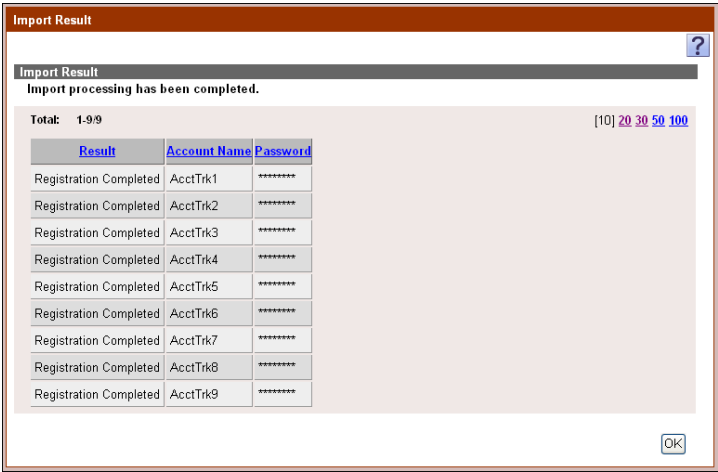 Import Result
?
Import Result
Import processing has been completed.
Total: 1-9/9 [10] 20 30 50 100
Result Account Name Password
Registration Completed AcctTrk1 ********
Registration Completed AcctTrk2 ********
Registration Completed AcctTrk3 ********
Registration Completed AcctTrk4 ********
Registration Completed AcctTrk5 ********
Registration Completed AcctTrk6 ********
Registration Completed AcctTrk7 ********
Registration Completed AcctTrk8 ********
Registration Completed AcctTrk9 ********
OK